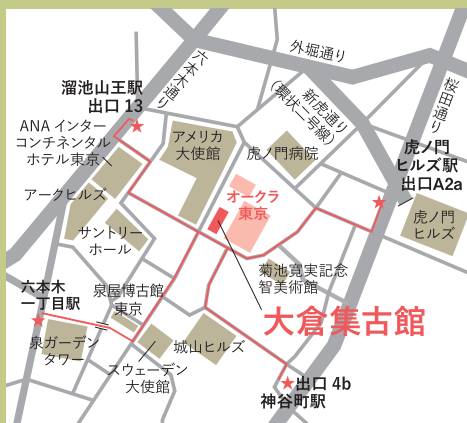 外堀通り
六本木通り
桜田通り
新虎通り
(環状二号線)
溜池山王駅
出口 13
ANA インター
コンチネンタル
ホテル東京
アメリカ
大使館
虎ノ門病院
虎ノ門
ヒルズ駅
出口A2a
オークラ
東京
アークヒルズ
虎ノ門
ヒルズ
サントリー
ホール
菊池寛実記念
智美術館
六本木
一丁目駅
泉屋博古館
東京
大倉集古館
泉ガーデン
タワー
城山ヒルズ
スウェーデン
大使館
出口 4b
神谷町駅